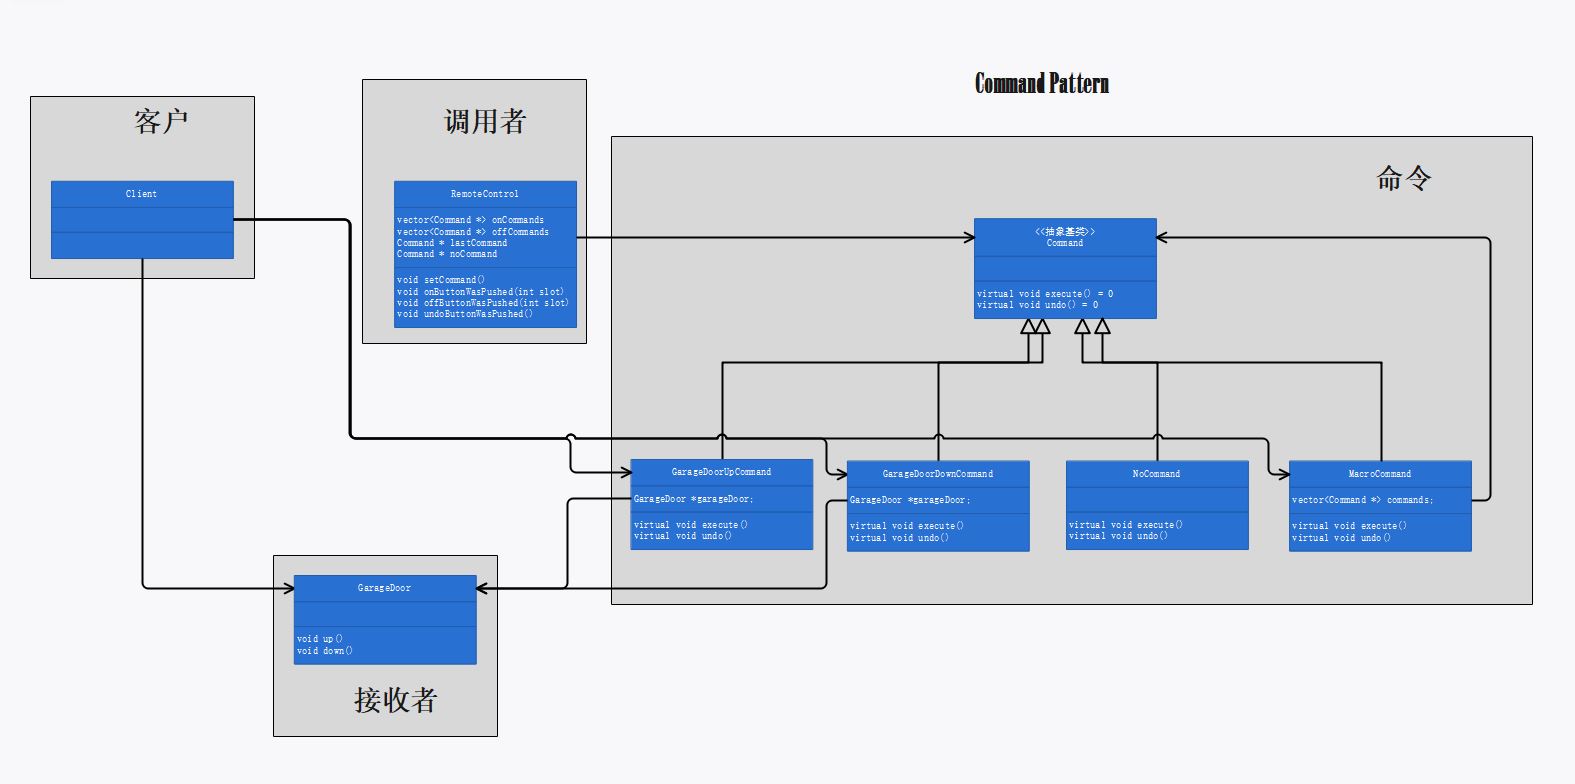 Command Pattern
客户
Client
调用者
RemoteControl
vector<Command *> onCommands
vector<Command *> offCommands
Command * lastCommand
Command * noCommand
void setCommand()
void onButtonWasPushed(int slot)
void offButtonWasPushed(int slot)
void undoButtonWasPushed()
命令
<<抽象基类>>
Command
virtual void execute() = 0
virtual void undo() = 0
GarageDoorUpCommand
GarageDoor *garageDoor;
virtual void execute()
virtual void undo()
GarageDoorDownCommand
GarageDoor *garageDoor;
virtual void execute()
virtual void undo()
NoCommand
virtual void execute()
virtual void undo()
MacroCommand
vector<Command *> commands;
virtual void execute()
virtual void undo()
GarageDoor
void up()
void down()
接收者